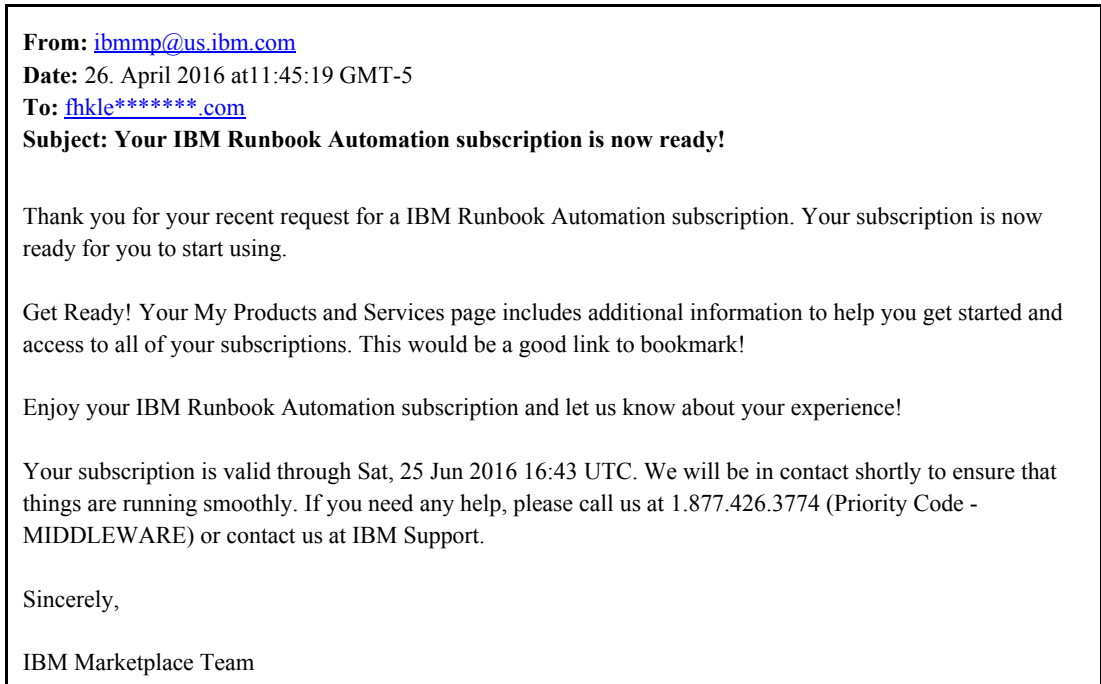 From: ibmmp@us.ibm.com
Date: 26. April 2016 at11:45:19 GMT-5
To: fhkle*******.com
Subject: Your IBM Runbook Automation subscription is now ready!
Thank you for your recent request for a IBM Runbook Automation subscription. Your subscription is now
ready for you to start using.
Get Ready! Your My Products and Services page includes additional information to help you get started and
access to all of your subscriptions. This would be a good link to bookmark!
Enjoy your IBM Runbook Automation subscription and let us know about your experience!
Your subscription is valid through Sat, 25 Jun 2016 16:43 UTC. We will be in contact shortly to ensure that
things are running smoothly. If you need any help, please call us at 1.877.426.3774 (Priority Code -
MIDDLEWARE) or contact us at IBM Support.
Sincerely,
IBM Marketplace Team